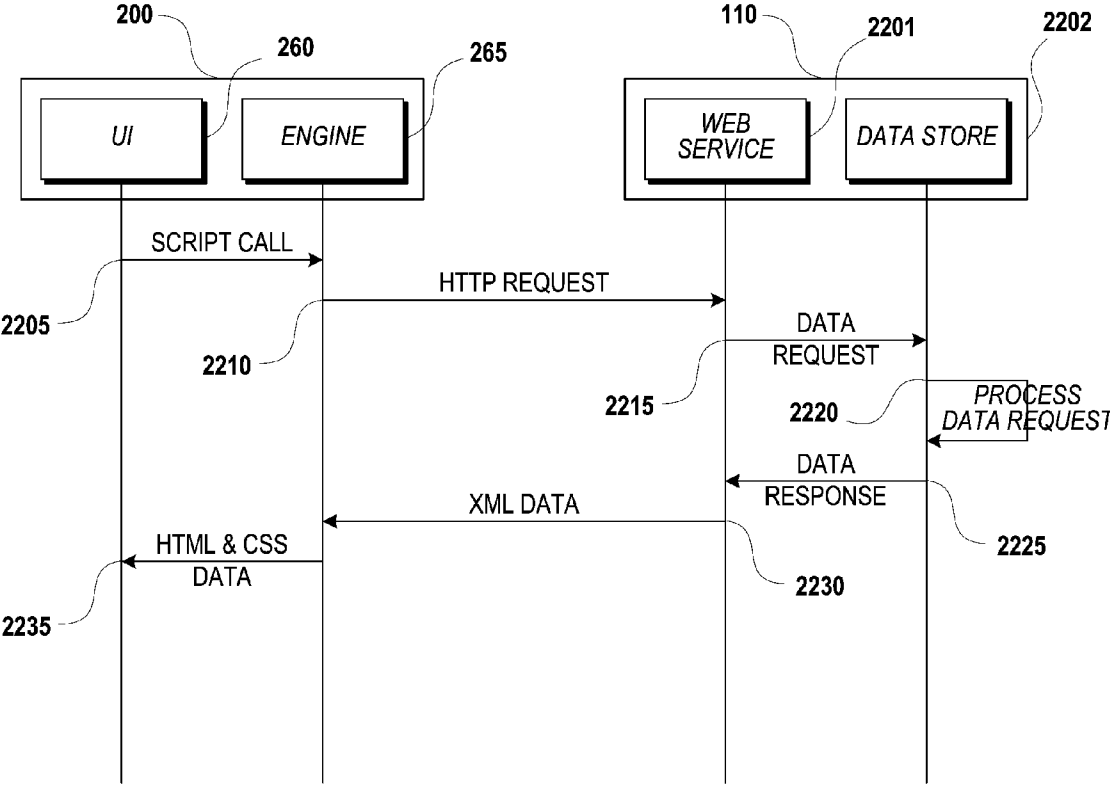 200
110
2201
2202
260
265
UI
ENGINE
WEB
SERVICE
DATA STORE
SCRIPT CALL
2205
HTTP REQUEST
2210
DATA
REQUEST
2215
2220
PROCESS
DATA REQUEST
DATA
RESPONSE
2225
XML DATA
2230
HTML & CSS
DATA
2235